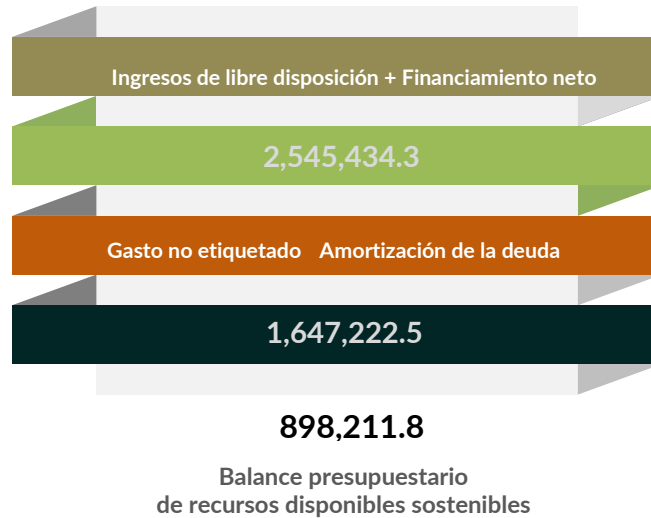 Ingresos de libre disposición + Financiamiento neto
2,545,434.3
Gasto no etiquetado Amortización de la deuda
1,647,222.5
898,211.8
Balance presupuestario
de recursos disponibles sostenibles